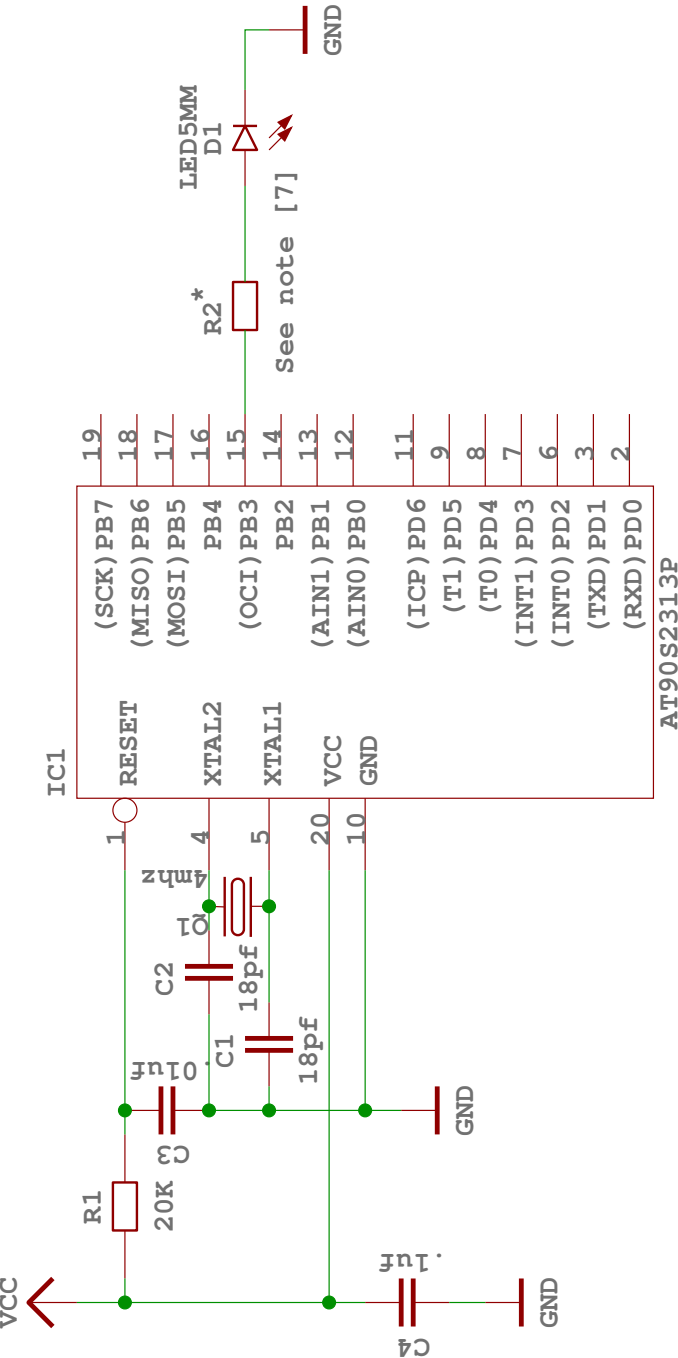 GND
LED5MM
D1
R2*
See note [7]
19
18
17
16
15
14
13
12
11
9
8
7
6
3
2
(SCK)PB7
(MISO)PB6
(MOSI)PB5
PB4
(OCI)PB3
PB2
(AIN1)PB1
(AIN0)PB0
(ICP)PD6
(T1)PD5
(T0)PD4
(INT1)PD3
(INT0)PD2
(TXD)PD1
(RXD)PD0
AT90S2313P
IC1
RESET
XTAL2
XTAL1
VCC
GND
1
4
5
20
10
4mhz
Q1
C2
18pf
C1
18pf
.01uf
C3
GND
R1
20K
VCC
.1uf
C4
GND